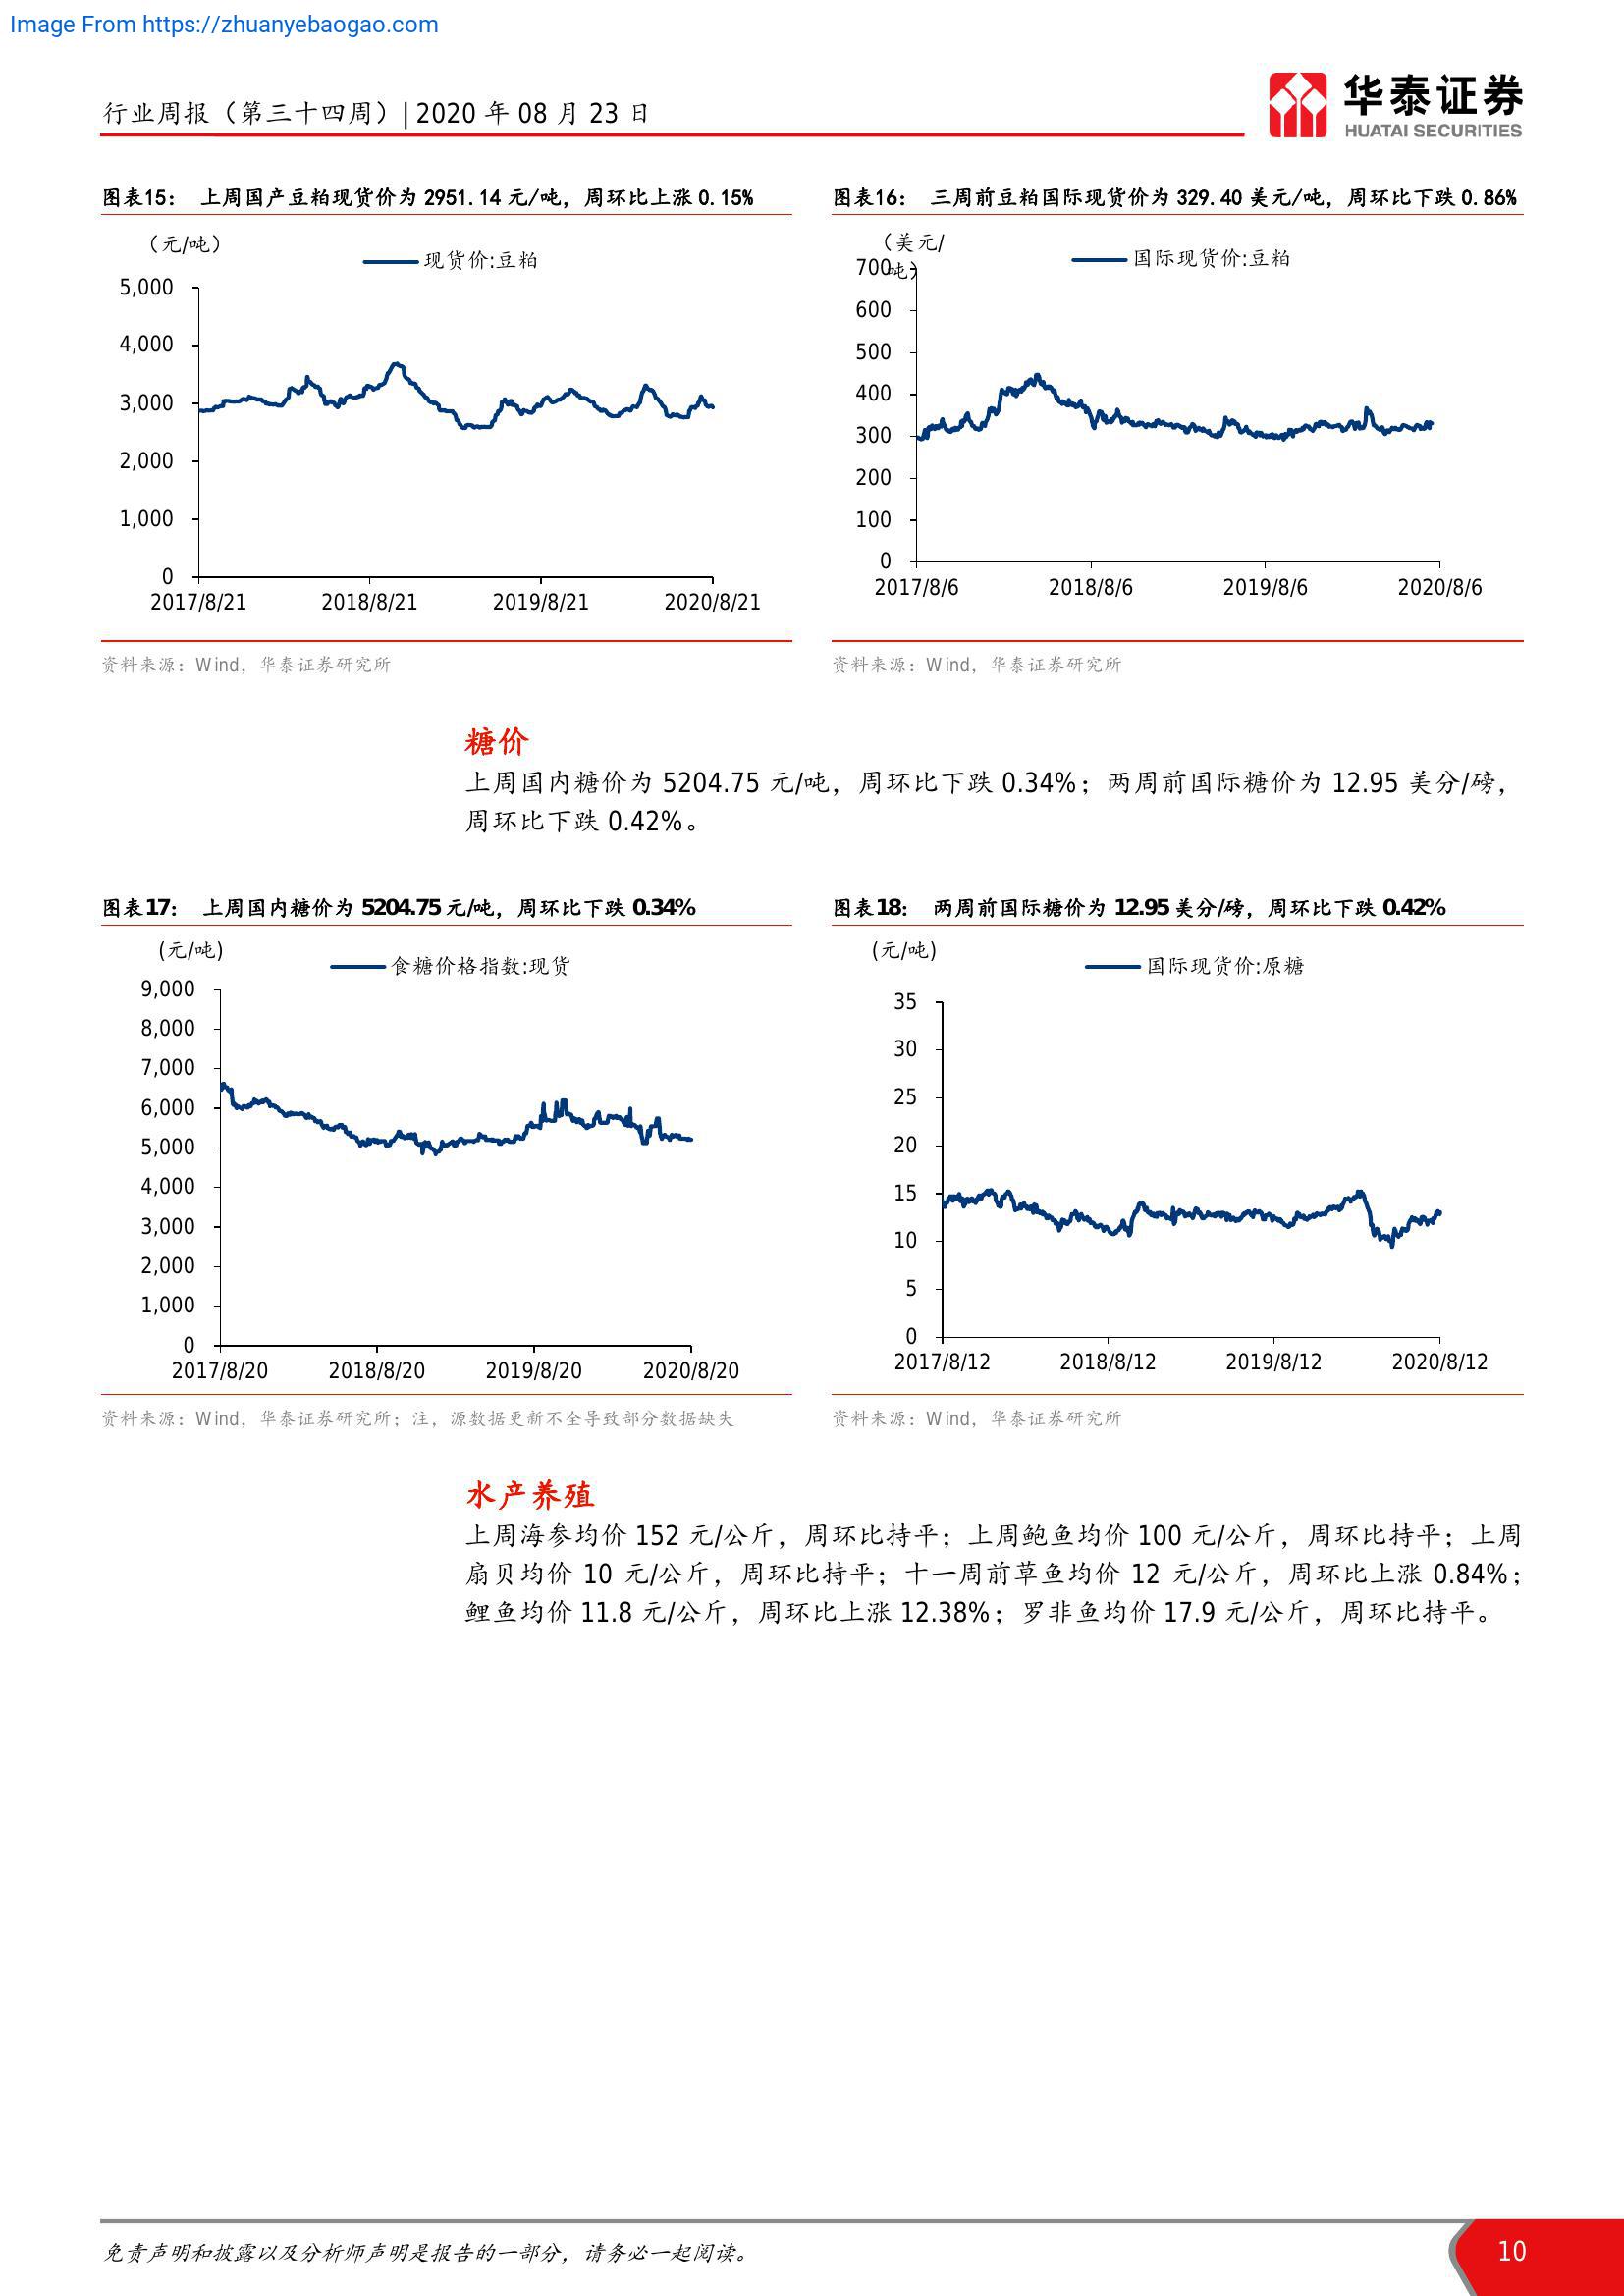 Image From https://zhuanyebaogao.com
行业周报（第三十四周）| 2020 年 08 月 23 日
华泰证券
HUATAI SECURITIES
图表15： 上周国产豆粕现货价为 2951.14 元/吨，周环比上涨 0.15%
（元/吨）
现货价:豆粕
5,000
4,000
3,000
2,000
1,000
0
2017/8/21 2018/8/21 2019/8/21 2020/8/21
资料来源：Wind，华泰证券研究所
图表16： 三周前豆粕国际现货价为 329.40 美元/吨，周环比下跌 0.86%
（美元/
吨）
国际现货价:豆粕
700
600
500
400
300
200
100
0
2017/8/6 2018/8/6 2019/8/6 2020/8/6
资料来源：Wind，华泰证券研究所
糖价
上周国内糖价为 5204.75 元/吨，周环比下跌 0.34%；两周前国际糖价为 12.95 美分/磅，
周环比下跌 0.42%。
图表17： 上周国内糖价为 5204.75 元/吨，周环比下跌 0.34%
(元/吨)
食糖价格指数:现货
9,000
8,000
7,000
6,000
5,000
4,000
3,000
2,000
1,000
0
2017/8/20 2018/8/20 2019/8/20 2020/8/20
资料来源：Wind，华泰证券研究所；注，源数据更新不全导致部分数据缺失
图表18： 两周前国际糖价为 12.95 美分/磅，周环比下跌 0.42%
(元/吨)
国际现货价:原糖
35
30
25
20
15
10
5
0
2017/8/12 2018/8/12 2019/8/12 2020/8/12
资料来源：Wind，华泰证券研究所
水产养殖
上周海参均价 152 元/公斤，周环比持平；上周鲍鱼均价 100 元/公斤，周环比持平；上周
扇贝均价 10 元/公斤，周环比持平；十一周前草鱼均价 12 元/公斤，周环比上涨 0.84%；
鲤鱼均价 11.8 元/公斤，周环比上涨 12.38%；罗非鱼均价 17.9 元/公斤，周环比持平。
免责声明和披露以及分析师声明是报告的一部分，请务必一起阅读。
10